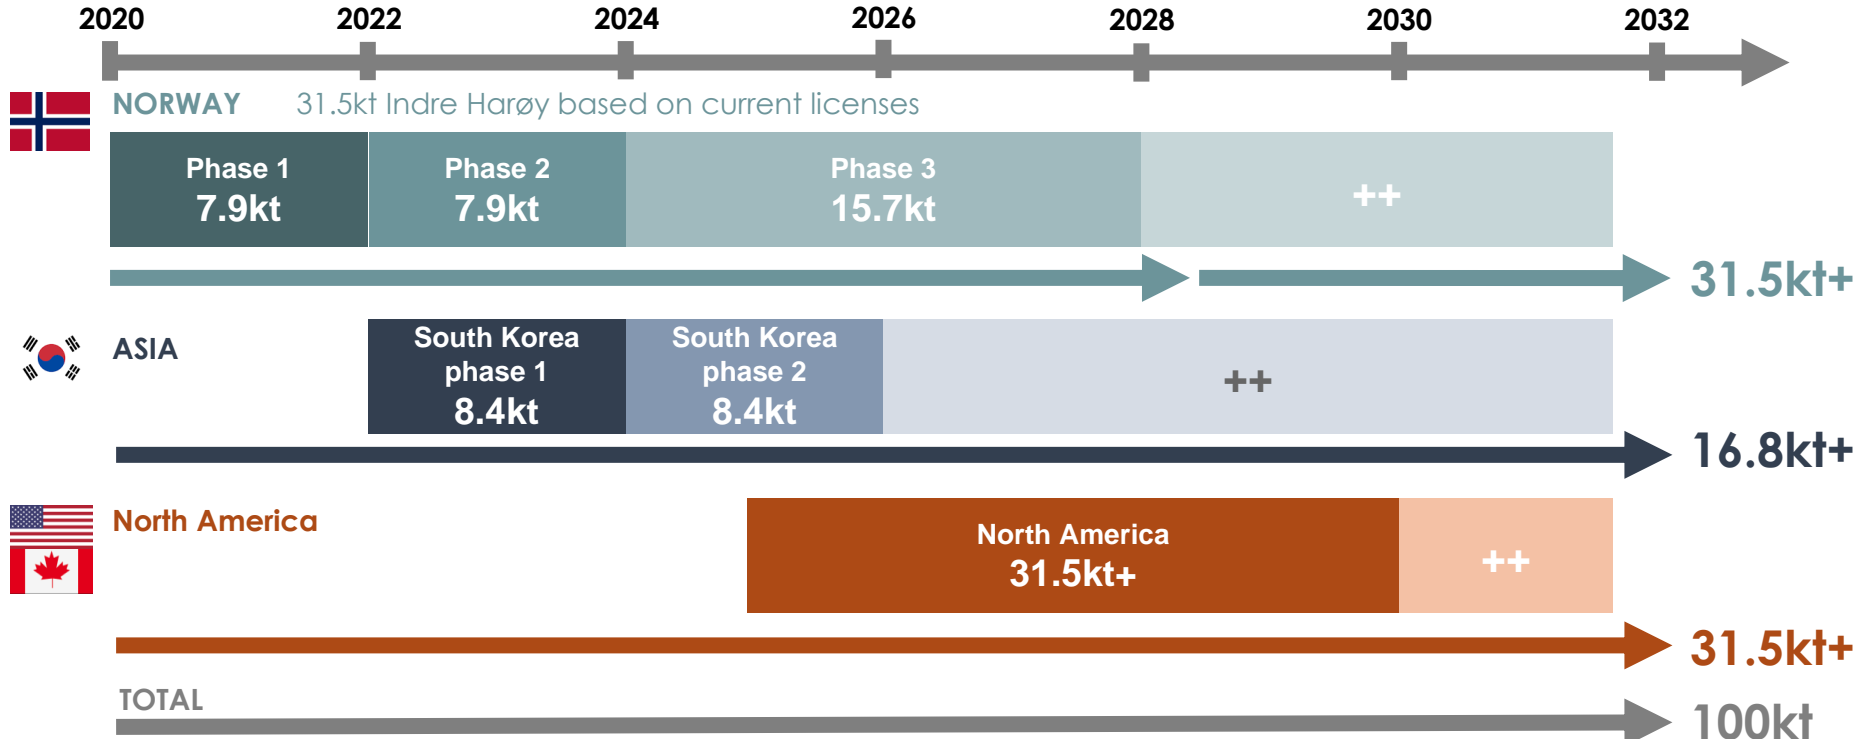 2020 2022 2024 2026 2028 2030 2032
NORWAY 31.5kt Indre Harøy based on current licenses
Phase 1
7.9kt
Phase 2
7.9kt
Phase 3
15.7kt
++
31.5kt+
ASIA
South Korea
phase 1
8.4kt
South Korea
phase 2
8.4kt
++
16.8kt+
North America
North America
31.5kt+
++
31.5kt+
TOTAL
100kt